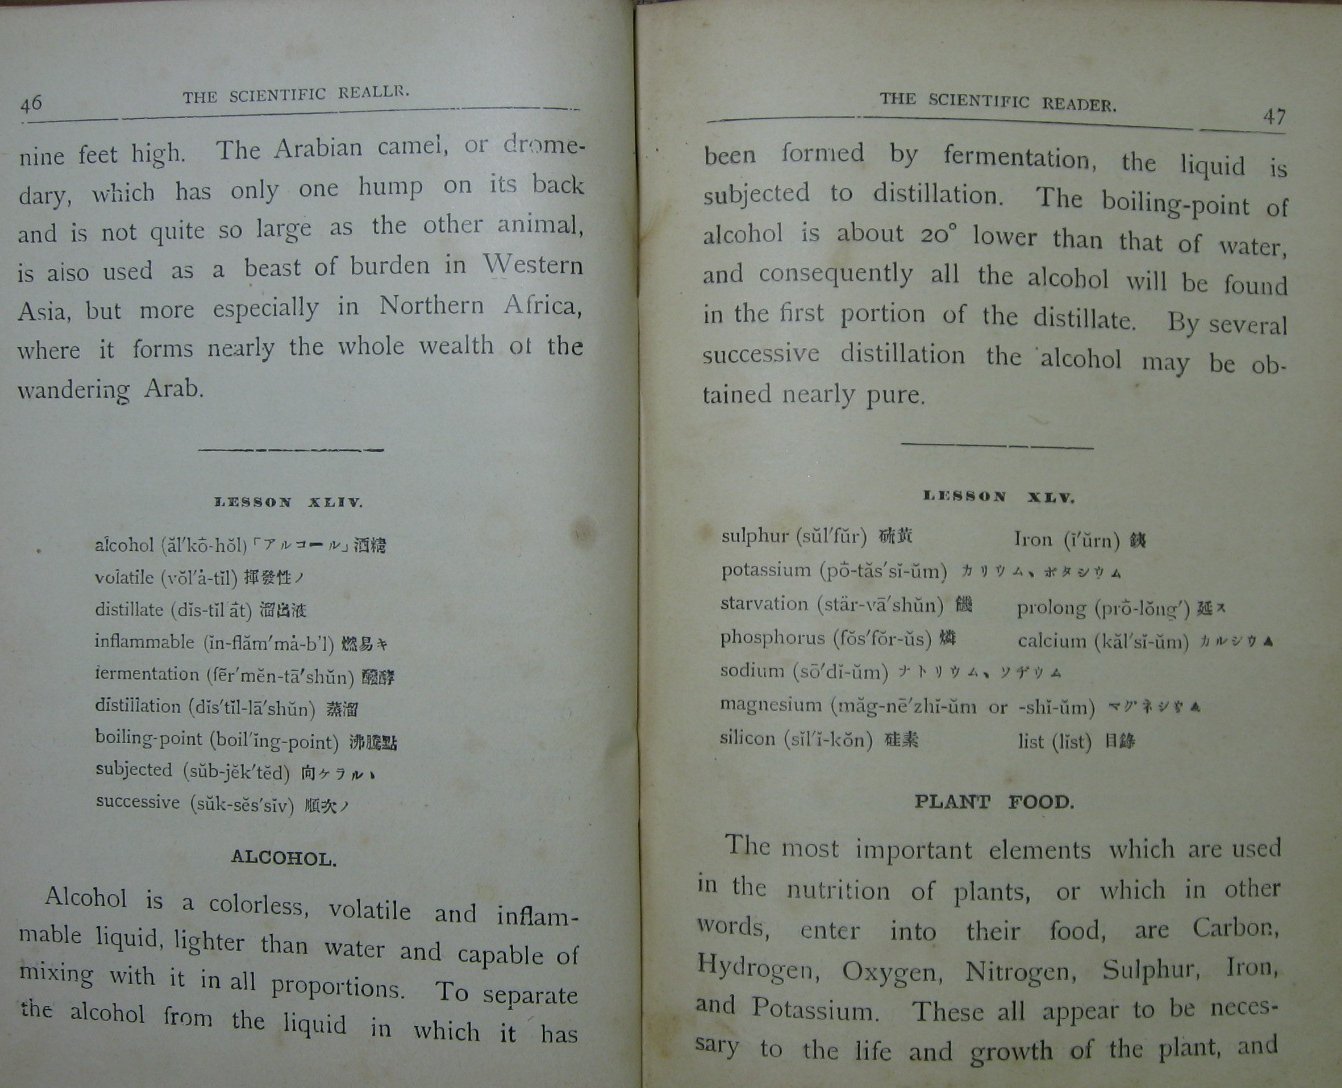 46
THE SCIENTIFIC REALLR.
nine feet high. The Arabian camel, or drome-
dary, which has only one hump on its back
and is not quite so large as the other animal,
is also used as a beast of burden in Western
Asia, but more especially in Northern Africa,
where it forms nearly the whole wealth of the
wandering Arab.
LESSON XLIV.
alcohol (ăl′kō̇-hŏl)「アルコール」酒精
volatile (vŏl′ȧ-tĭl) 揮發性ノ
distillate (dĭs-tĭl′āt) 溜出液
inflammable (ĭn-flăm′mȧ-b'l) 燃易キ
fermentation (fẽr′mĕn-tā′shŭn) 醱酵
distillation (dĭs′tĭl-lā′shŭn) 蒸溜
boiling-point (boil′ĭng-point) 沸騰點
subjected (sŭb-jĕk′tĕd) 向ケラルヽ
successive (sŭk-sĕs′sĭv) 順次ノ
ALCOHOL.
Alcohol is a colorless, volatile and inflam-
mable liquid, lighter than water and capable of
mixing with it in all proportions. To separate
the alcohol from the liquid in which it has
THE SCIENTIFIC READER.
47
been formed by fermentation, the liquid is
subjected to distillation. The boiling-point of
alcohol is about 20° lower than that of water,
and consequently all the alcohol will be found
in the first portion of the distillate. By several
successive distillation the alcohol may be ob-
tained nearly pure.
LESSON XLV.
sulphur (sŭl′fŭr) 硫黄 Iron (ī′ŭrn) 銕
potassium (pō̇-tăs′sĭ-ŭm) カリウム、ポタシウム
starvation (stär-vā′shŭn) 饑 prolong (prō̇-lŏng′) 延ス
phosphorus (fŏs′fŏr-ŭs) 燐 calcium (kăl′sĭ-ŭm) カルシウム
sodium (sō′dĭ-ŭm) ナトリウム、ソデウム
magnesium (măg-nē′zhĭ-ŭm or -shĭ-ŭm) マグネシウム
silicon (sĭl′ĭ-kŏn) 硅素 list (lĭst) 目錄
PLANT FOOD.
The most important elements which are used
in the nutrition of plants, or which in other
words, enter into their food, are Carbon,
Hydrogen, Oxygen, Nitrogen, Sulphur, Iron,
and Potassium. These all appear to be neces-
sary to the life and growth of the plant, and